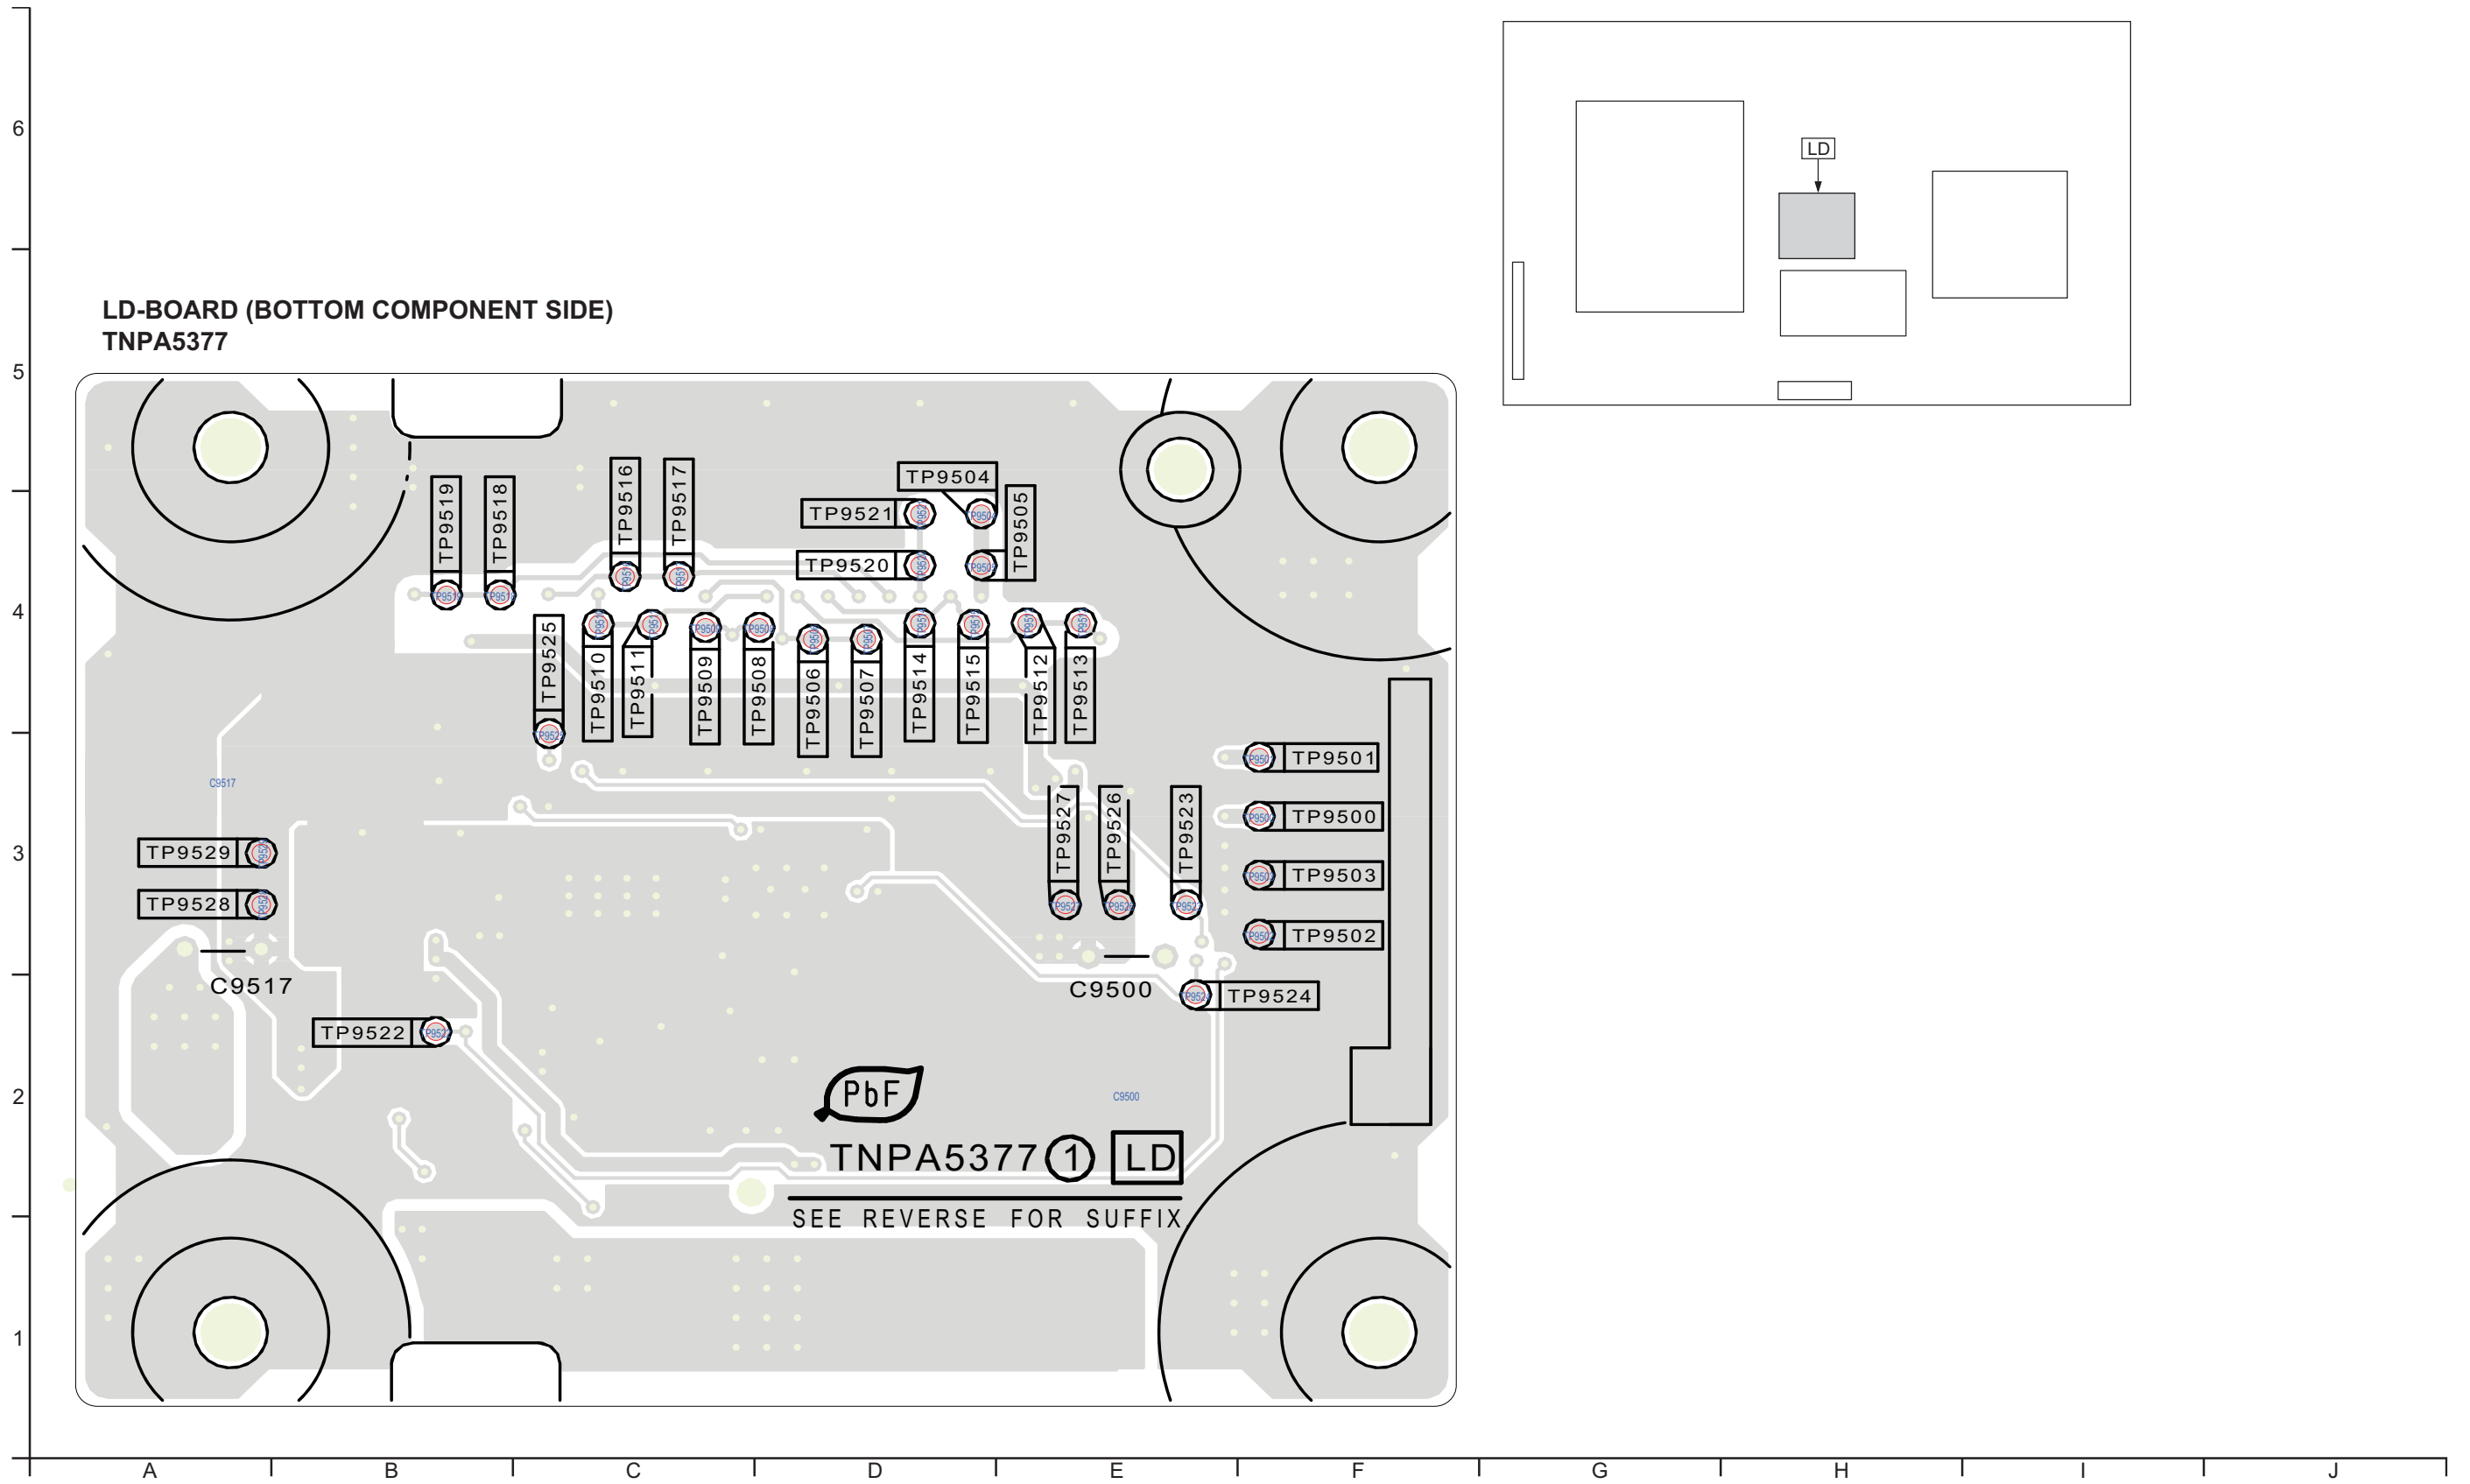 6
LD
LD-BOARD (BOTTOM COMPONENT SIDE)
TNPA5377
5
TP9519
TP9518
TP9516
TP9517
TP9504
TP9521
TP9505
TP9520
4
TP9525
TP9510
TP9511
TP9509
TP9508
TP9506
TP9507
TP9514
TP9515
TP9512
TP9513
TP9501
C9517
TP9527
TP9526
TP9523
TP9500
3
TP9529
TP9503
TP9528
TP9502
C9517
C9500
TP9524
TP9522
2
PbF
C9500
TNPA5377 1 LD
SEE REVERSE FOR SUFFIX.
1
A B C D E F G H I J